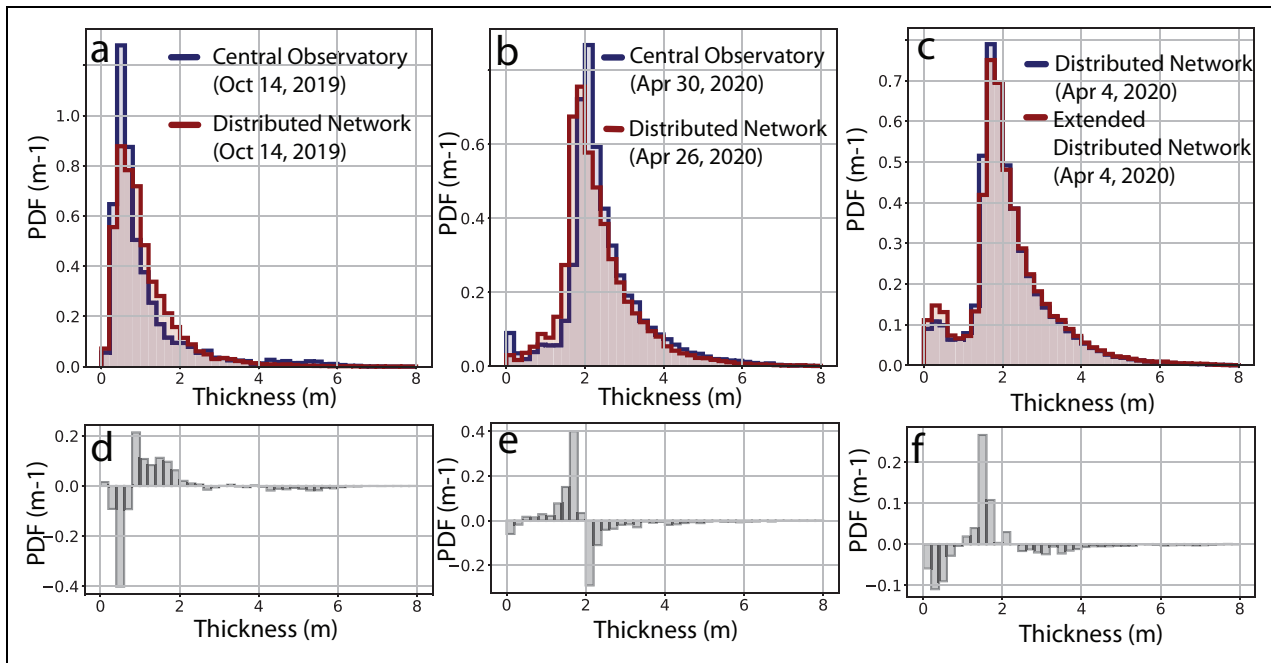 a
Central Observatory
(Oct 14, 2019)
Distributed Network
(Oct 14, 2019)
PDF (m-1)
1.0
0.8
0.6
0.4
0.2
0.0
0
2
4
6
8
Thickness (m)
b
Central Observatory
(Apr 30, 2020)
Distributed Network
(Apr 26, 2020)
PDF (m-1)
0.6
0.4
0.2
0.0
0
2
4
6
8
Thickness (m)
c
Distributed Network
(Apr 4, 2020)
Extended
Distributed Network
(Apr 4, 2020)
PDF (m-1)
0.7
0.6
0.5
0.4
0.3
0.2
0.1
0.0
0
2
4
6
8
Thickness (m)
d
PDF (m-1)
0.2
0.0
−0.2
−0.4
0
2
4
6
8
Thickness (m)
e
PDF (m-1)
0.4
0.2
0.0
−0.2
0
2
4
6
8
Thickness (m)
f
PDF (m-1)
0.2
0.1
0.0
−0.1
0
2
4
6
8
Thickness (m)